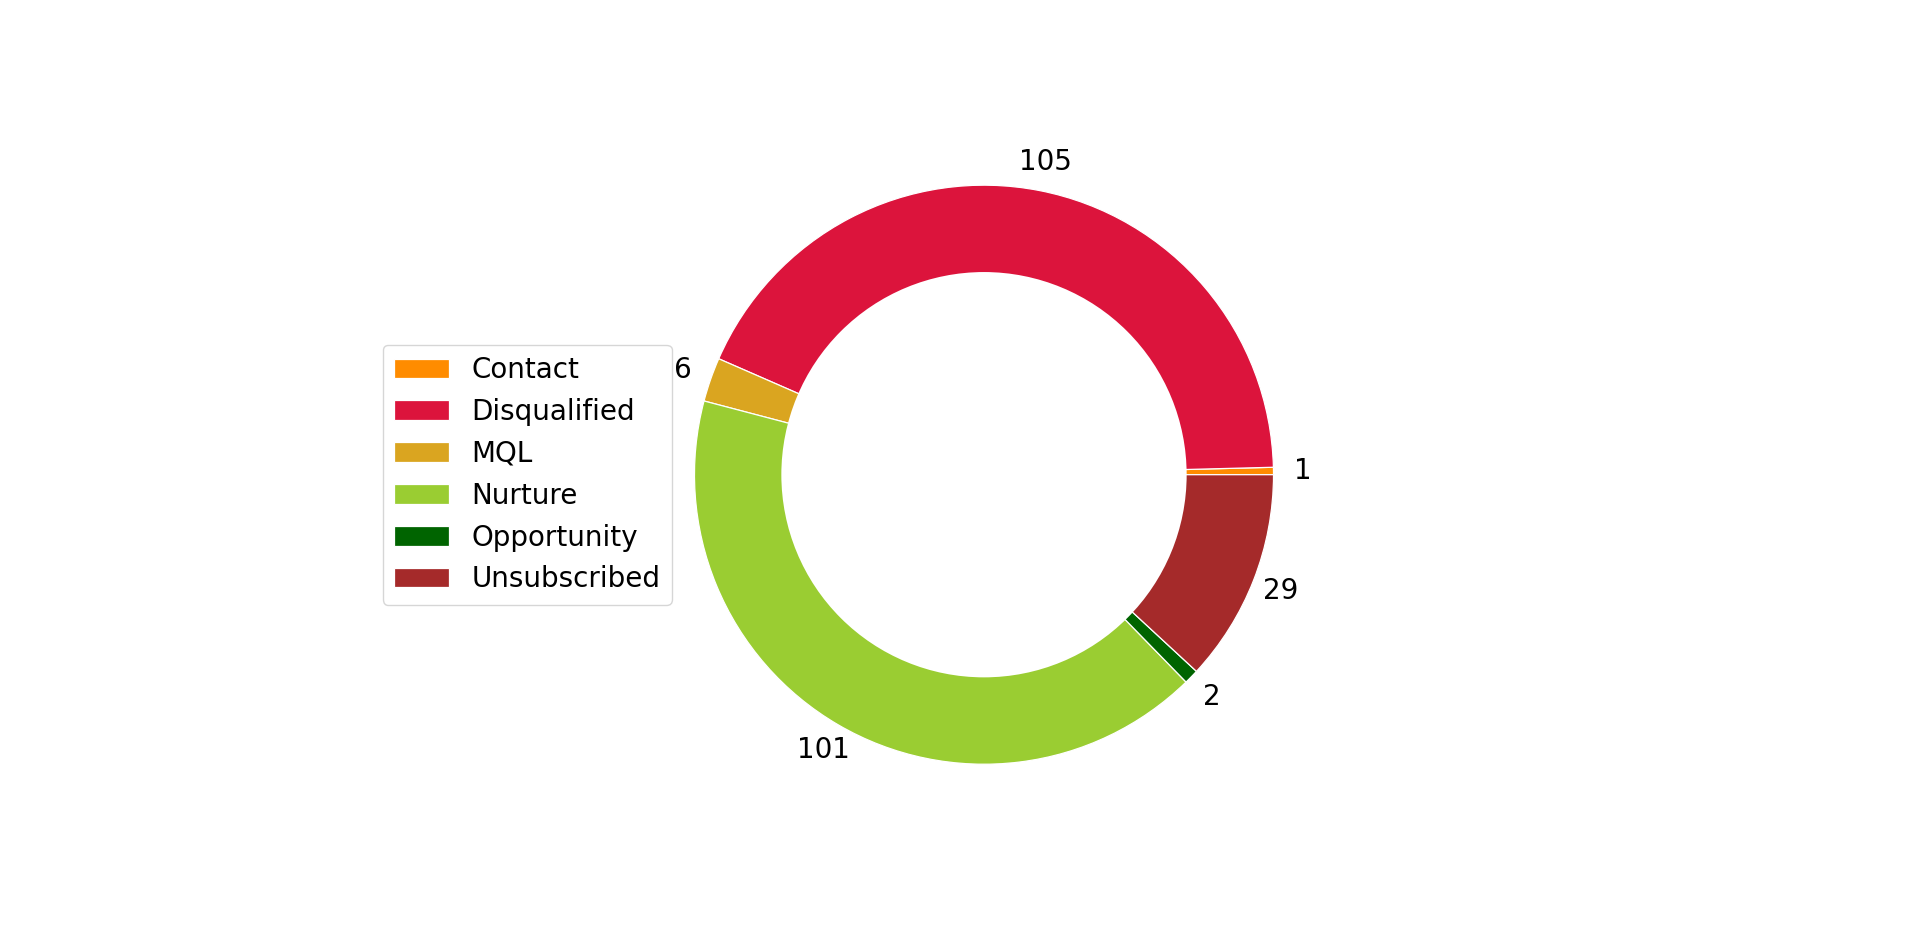 105
Contact
6
Disqualified
MQL
1
Nurture
Opportunity
Unsubscribed
29
2
101